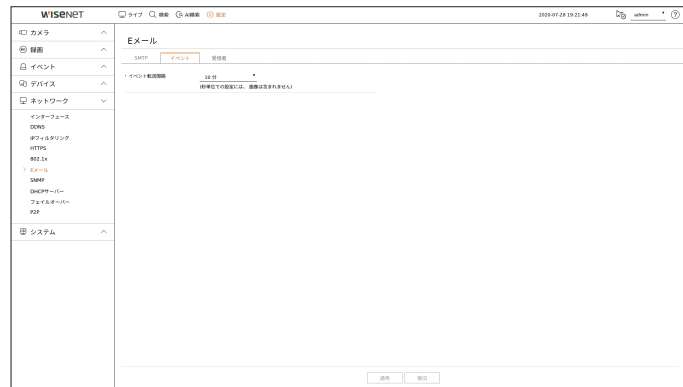 WISENET
ライブ 検索 AI検索 設定
2020-07-28 19:21:49
admin
カメラ
録画
イベント
デバイス
ネットワーク
インターフェース
DDNS
IPフィルタリング
HTTPS
802.1x
Eメール
SNMP
DHCPサーバー
フェイルオーバー
P2P
システム
Eメール
SMTP イベント 受信者
イベント転送間隔 10 分
(秒単位での設定には、画像は含まれません)
適用 復旧